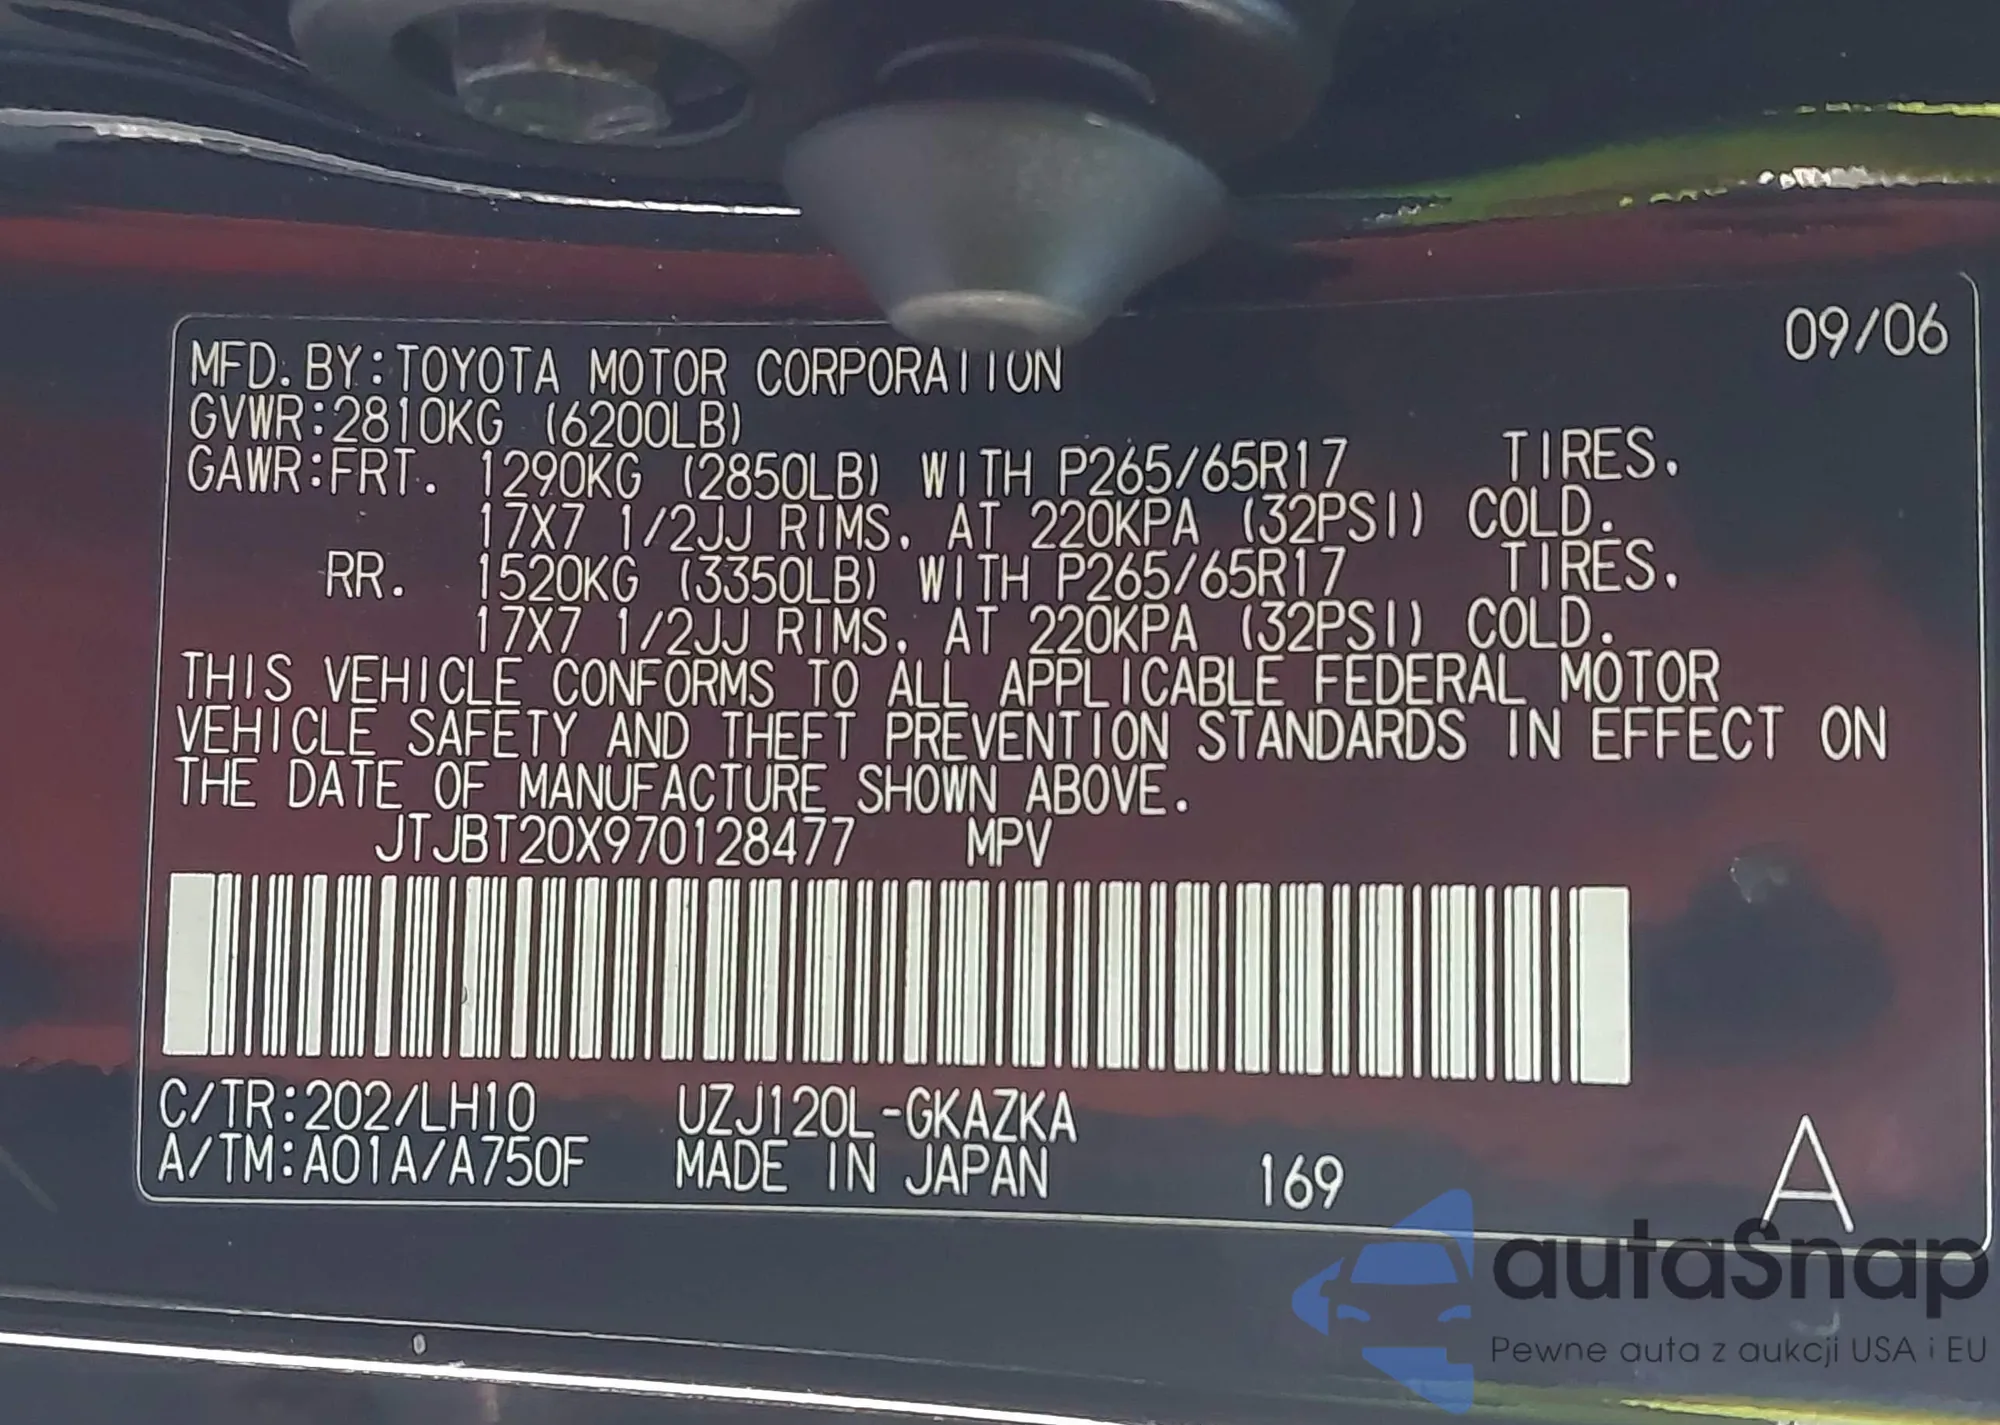 09/06
MFD. BY:TOYOTA MOTOR CORPORATION
GVWR:2810KG (6200LB)
GAWR:FRT. 1290KG (2850LB) WITH P265/65R17 TIRES,
17X7 1/2JJ RIMS, AT 220KPA (32PSI) COLD.
RR. 1520KG (3350LB) WITH P265/65R17 TIRES,
17X7 1/2JJ RIMS, AT 220KPA (32PSI) COLD.
THIS VEHICLE CONFORMS TO ALL APPLICABLE FEDERAL MOTOR
VEHICLE SAFETY AND THEFT PREVENTION STANDARDS IN EFFECT ON
THE DATE OF MANUFACTURE SHOWN ABOVE.
JTJBT20X970128477 MPV
C/TR:202/LH10 UZJ120L-GKAZKA
A/TM:A01A/A750F MADE IN JAPAN 169 A
autaSnap
Pewne auta z aukcji USA i EU